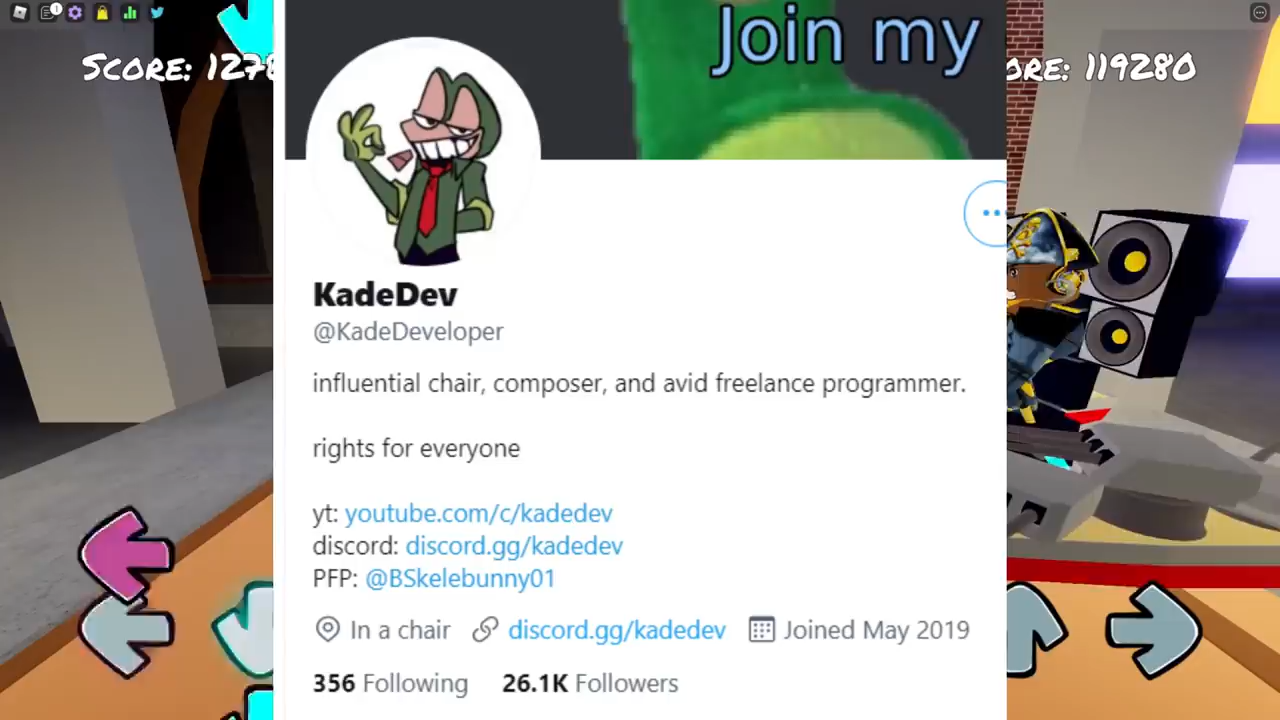 Join my
SCORE: 1278
ORE: 119280
KadeDev
@KadeDeveloper
influential chair, composer, and avid freelance programmer.
rights for everyone
yt: youtube.com/c/kadedev
discord: discord.gg/kadedev
PFP: @BSkelebunny01
In a chair discord.gg/kadedev Joined May 2019
356 Following 26.1K Followers